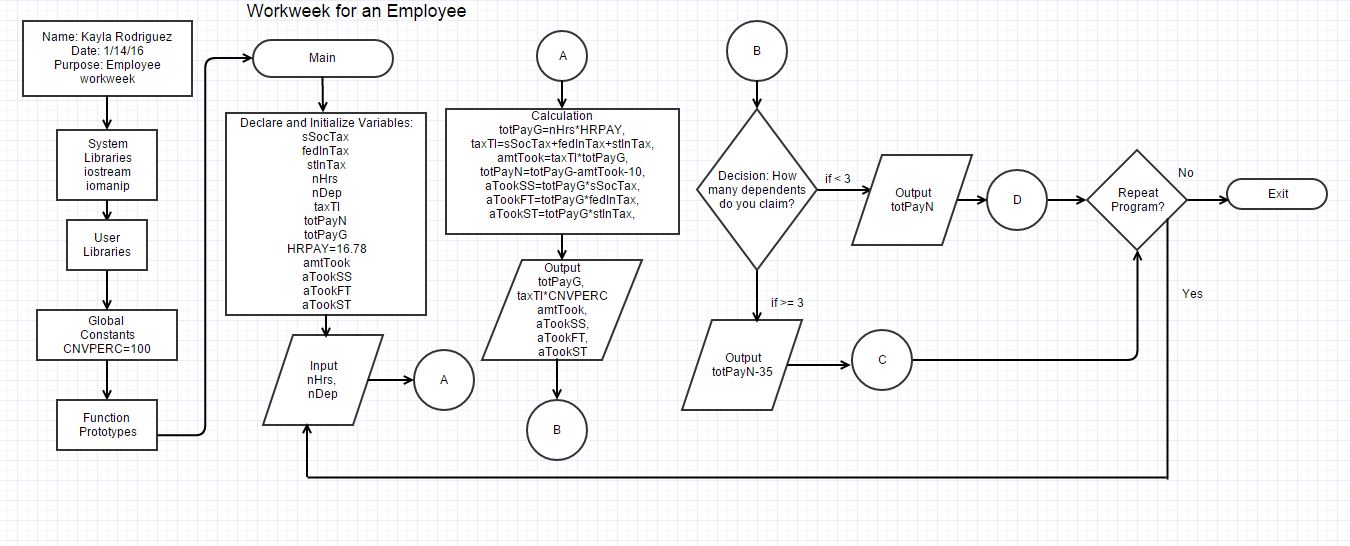 Workweek for an Employee
Name: Kayla Rodriguez
Date: 1/14/16
Purpose: Employee
workweek
System
Libraries
iostream
iomanip
User
Libraries
Global
Constants
CNVPERC=100
Function
Prototypes
Main
Declare and Initialize Variables:
sSocTax
fedInTax
stInTax
nHrs
nDep
taxTl
totPayN
totPayG
HRPAY=16.78
amtTook
aTookSS
aTookFT
aTookST
Input
nHrs,
nDep
A
A
Calculation
totPayG=nHrs*HRPAY,
taxTl=sSocTax+fedInTax+stInTax,
amtTook=taxTl*totPayG,
totPayN=totPayG-amtTook-10,
aTookSS=totPayG*sSocTax,
aTookFT=totPayG*fedInTax,
aTookST=totPayG*stInTax,
Output
totPayG,
taxTl*CNVPERC
amtTook,
aTookSS,
aTookFT,
aTookST
B
B
Decision: How
many dependents
do you claim?
if < 3
Output
totPayN
D
if >= 3
Output
totPayN-35
C
Repeat
Program?
No
Exit
Yes